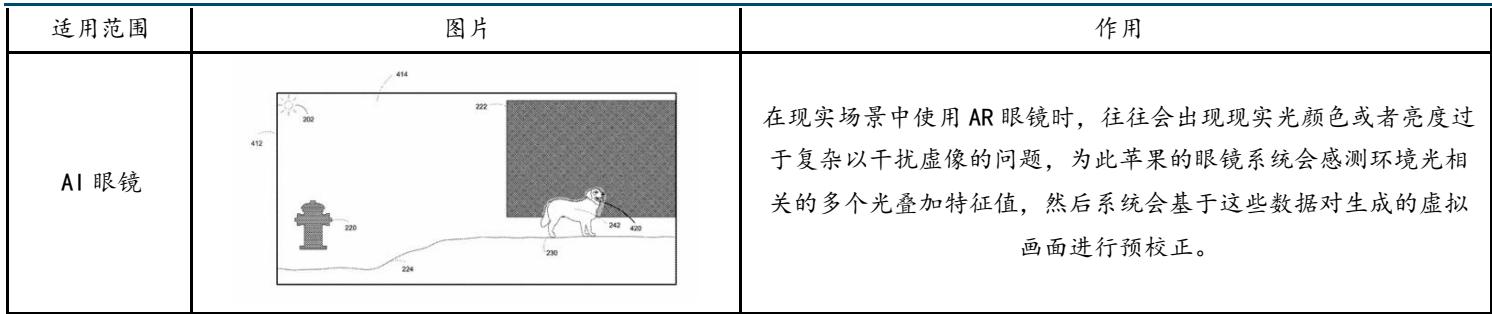 适用范围 图片 作用
414
222
202
412
AI 眼镜
220
242 420
230
224
在现实场景中使用 AR 眼镜时，往往会出现现实光颜色或者亮度过
于复杂以干扰虚像的问题，为此苹果的眼镜系统会感测环境光相
关的多个光叠加特征值，然后系统会基于这些数据对生成的虚拟
画面进行预校正。